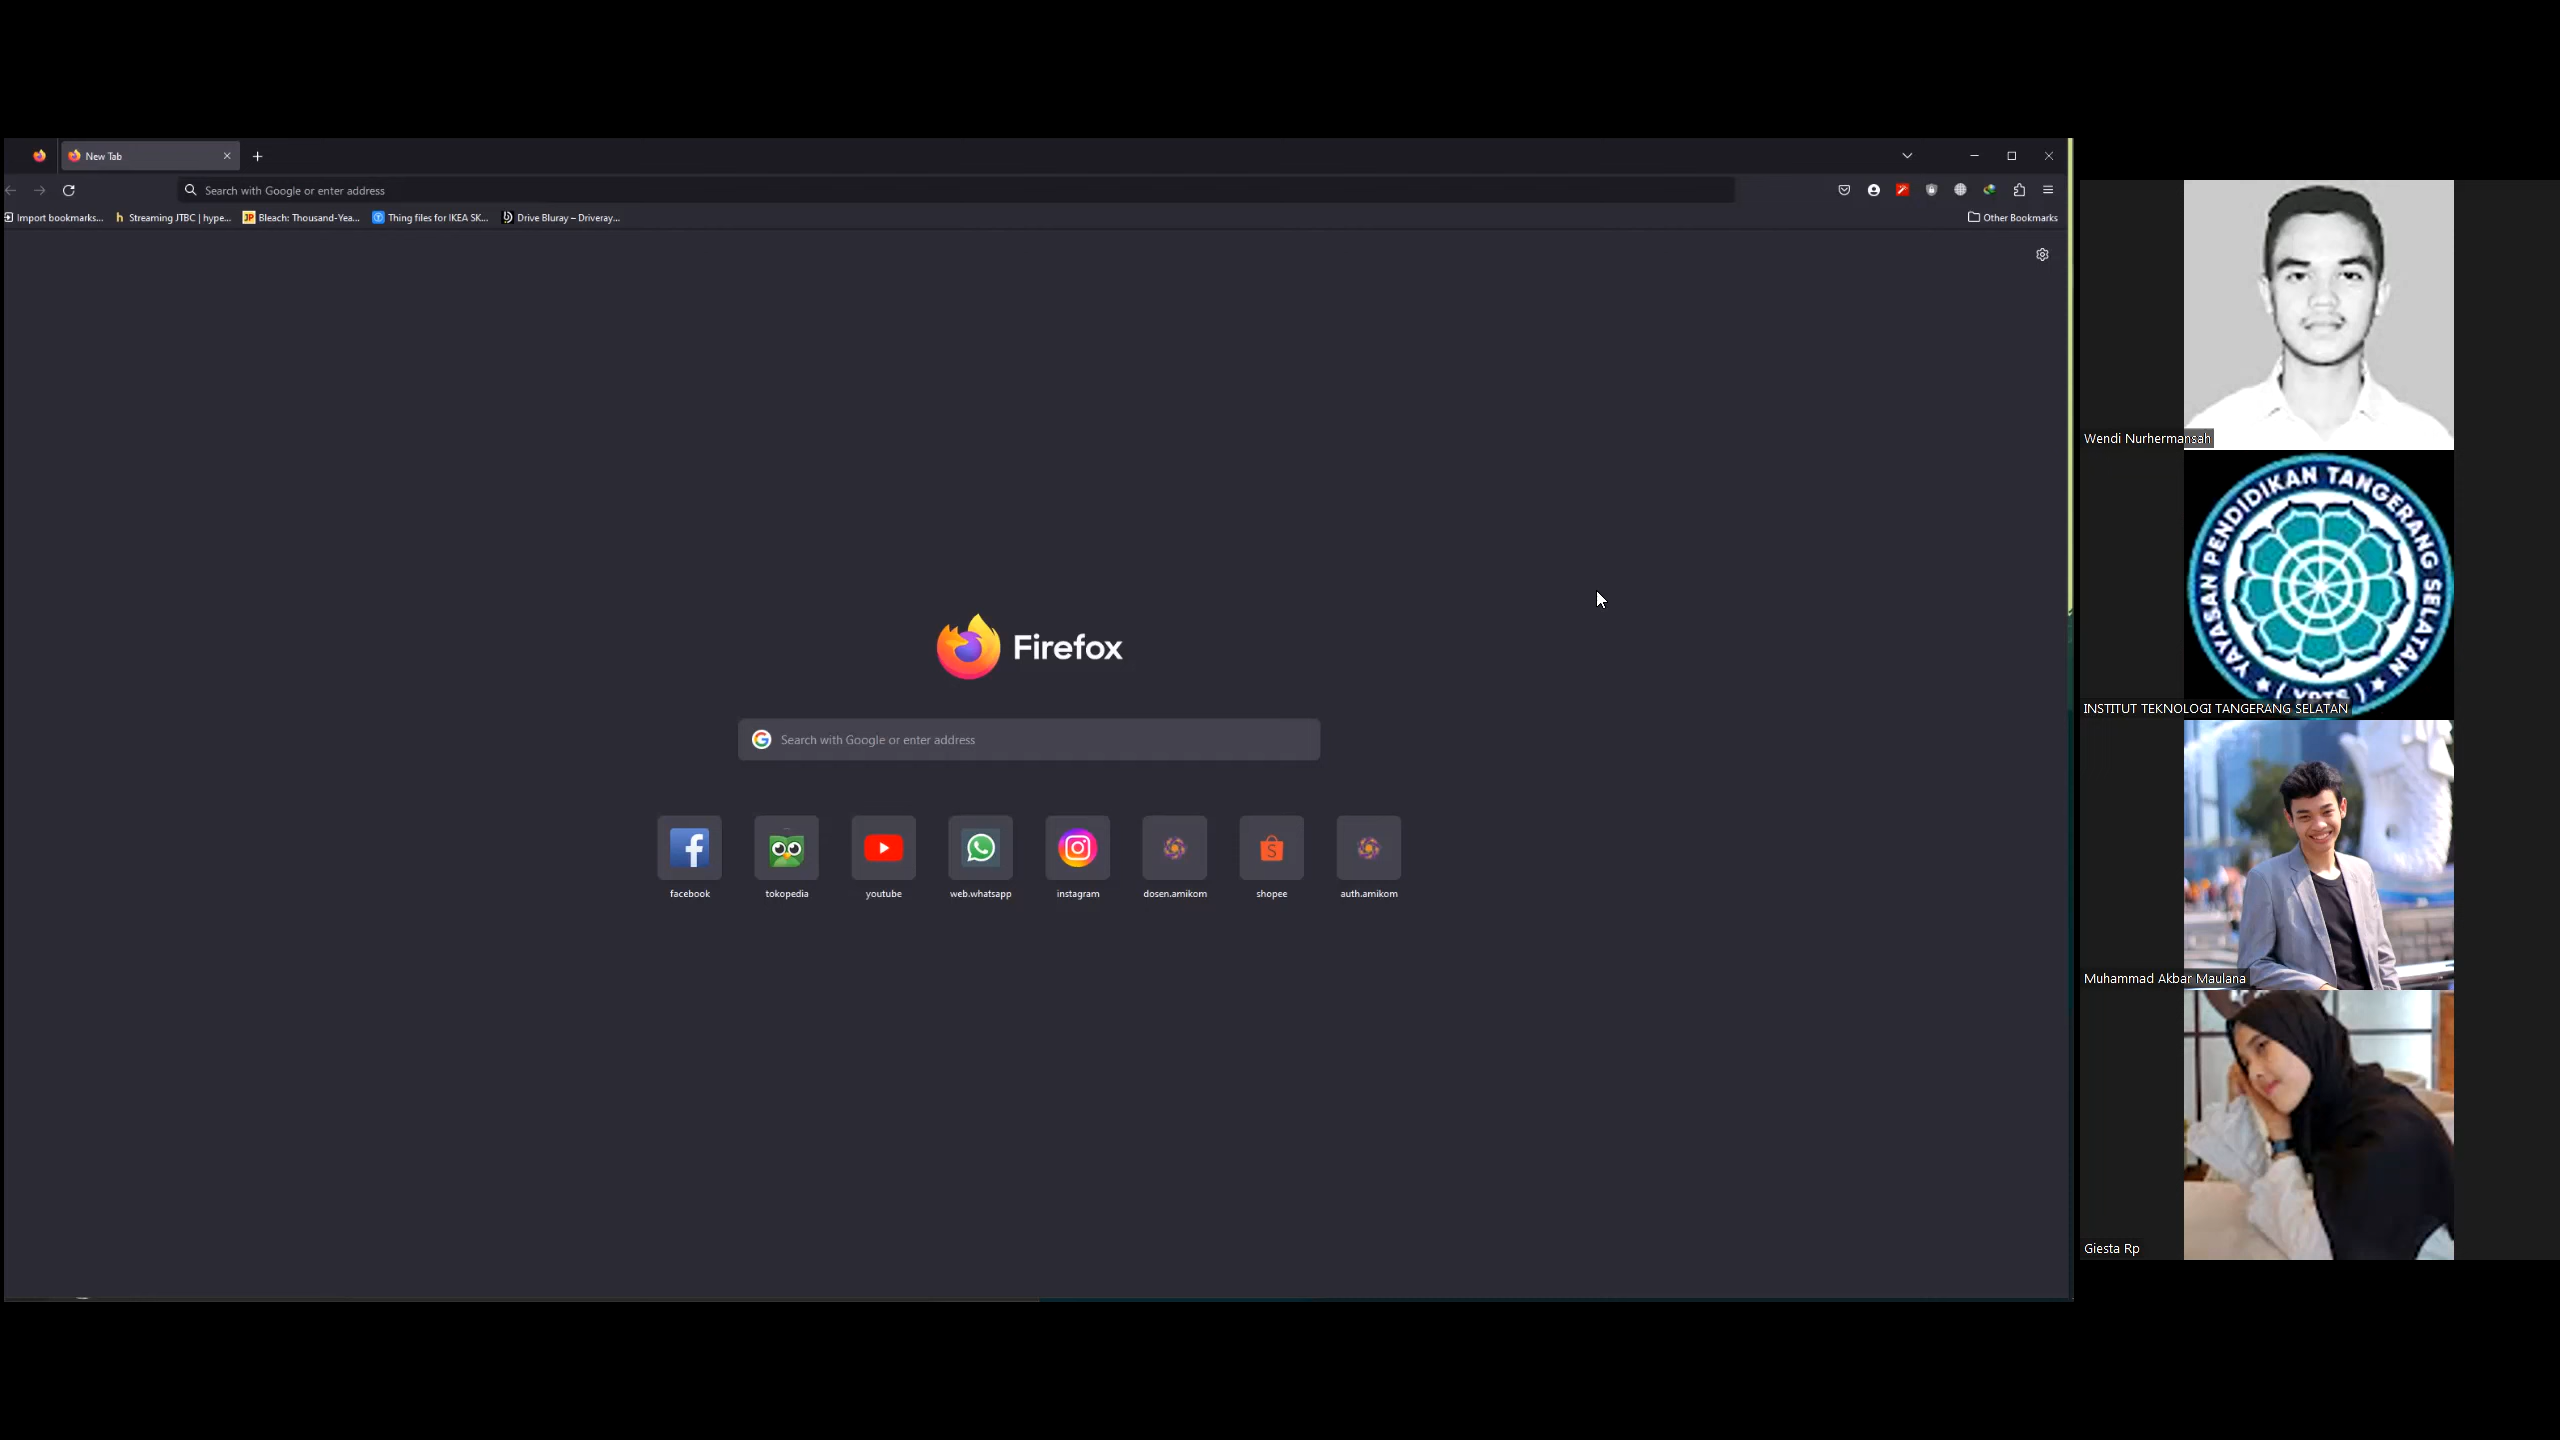 New Tab
Search with Google or enter address
Import bookmarks...
Streaming JTBC | hype...
Bleach: Thousand-Yea...
Thing files for IKEA SK...
Drive Bluray – Driveray...
Other Bookmarks
Firefox
Search with Google or enter address
facebook
tokopedia
youtube
web.whatsapp
instagram
dosen.amikom
shopee
auth.amikom
Wendi Nurhermansah
YAYASAN PENDIDIKAN TANGERANG SELATAN
( YPTS )
INSTITUT TEKNOLOGI TANGERANG SELATAN
Muhammad Akbar Maulana
Giesta Rp